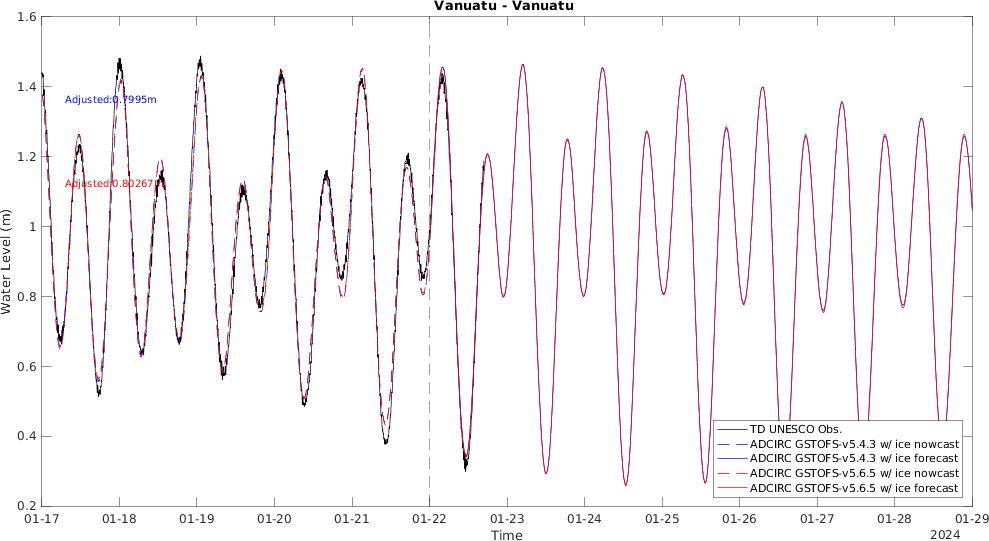 Vanuatu - Vanuatu
1.6
1.4
1.2
1
0.8
0.6
0.4
0.2
Water Level (m)
Adjusted:0.7995m
Adjusted:0.80267
TD UNESCO Obs.
ADCIRC GSTOFS-v5.4.3 w/ ice nowcast
ADCIRC GSTOFS-v5.4.3 w/ ice forecast
ADCIRC GSTOFS-v5.6.5 w/ ice nowcast
ADCIRC GSTOFS-v5.6.5 w/ ice forecast
01-17 01-18 01-19 01-20 01-21 01-22 01-23 01-24 01-25 01-26 01-27 01-28 01-29
Time
2024